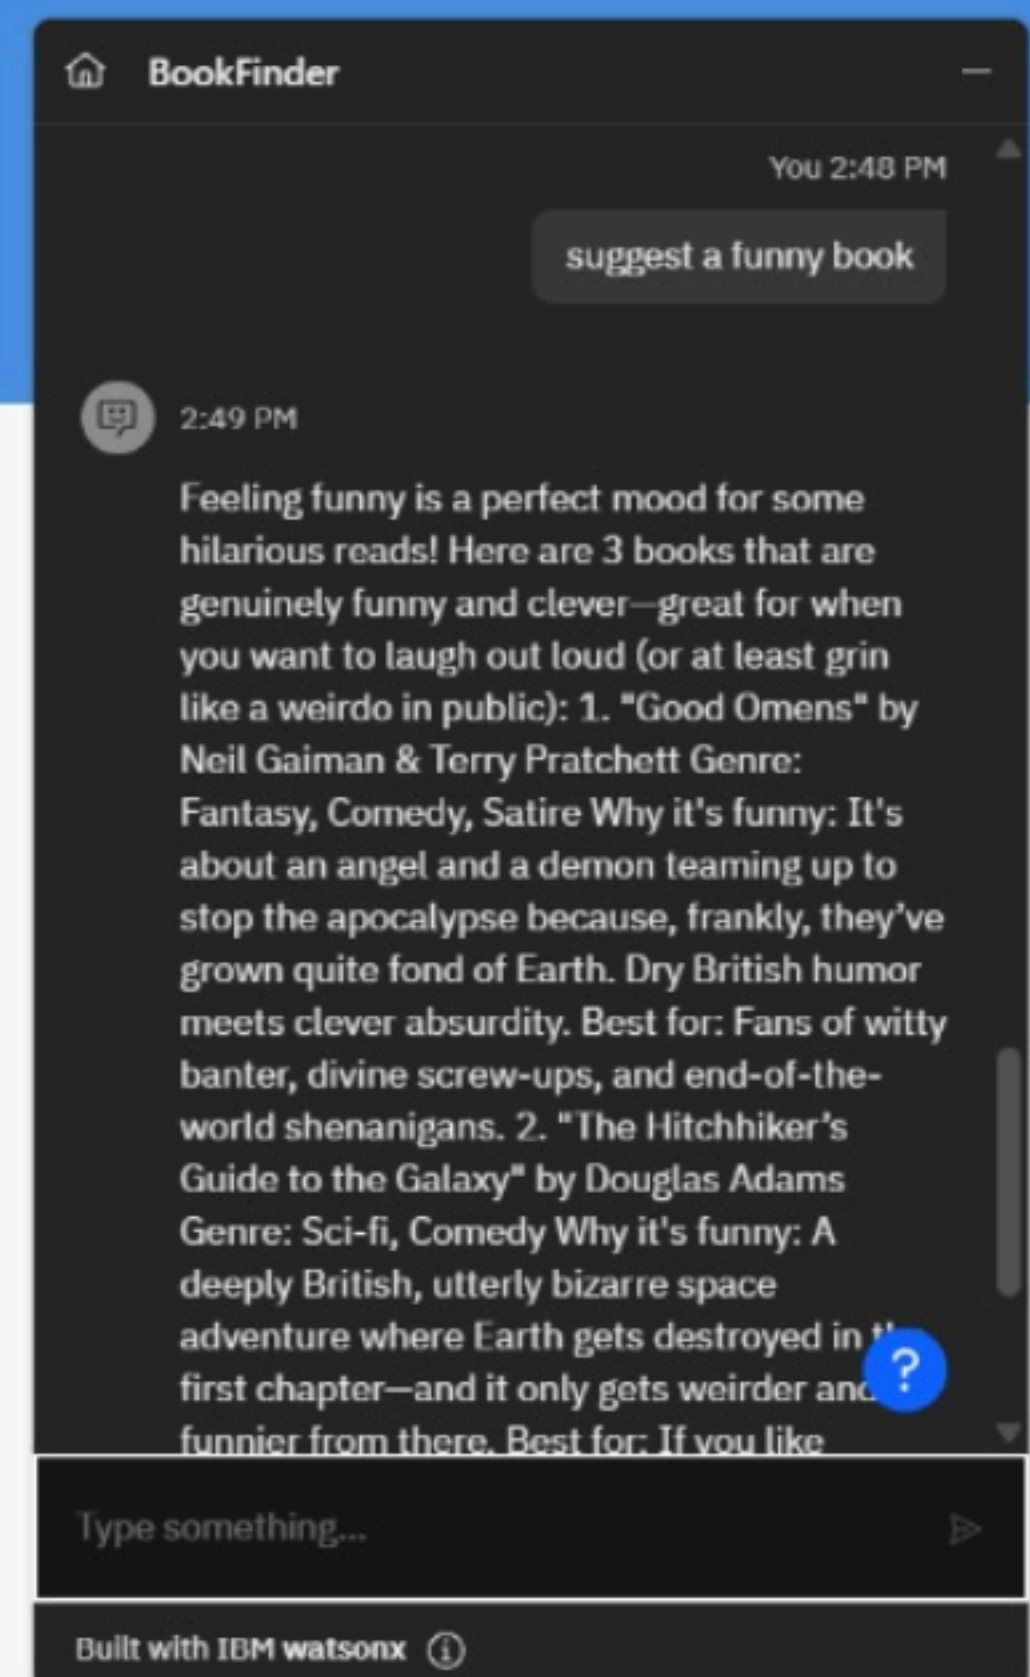 BookFinder
You 2:48 PM
suggest a funny book
2:49 PM
Feeling funny is a perfect mood for some
hilarious reads! Here are 3 books that are
genuinely funny and clever—great for when
you want to laugh out loud (or at least grin
like a weirdo in public): 1. "Good Omens" by
Neil Gaiman & Terry Pratchett Genre:
Fantasy, Comedy, Satire Why it's funny: It's
about an angel and a demon teaming up to
stop the apocalypse because, frankly, they’ve
grown quite fond of Earth. Dry British humor
meets clever absurdity. Best for: Fans of witty
banter, divine screw-ups, and end-of-the-
world shenanigans. 2. "The Hitchhiker’s
Guide to the Galaxy" by Douglas Adams
Genre: Sci-fi, Comedy Why it's funny: A
deeply British, utterly bizarre space
adventure where Earth gets destroyed in
first chapter—and it only gets weirder and
funnier from there. Best for: If you like
?
Type something...
Built with IBM watsonx